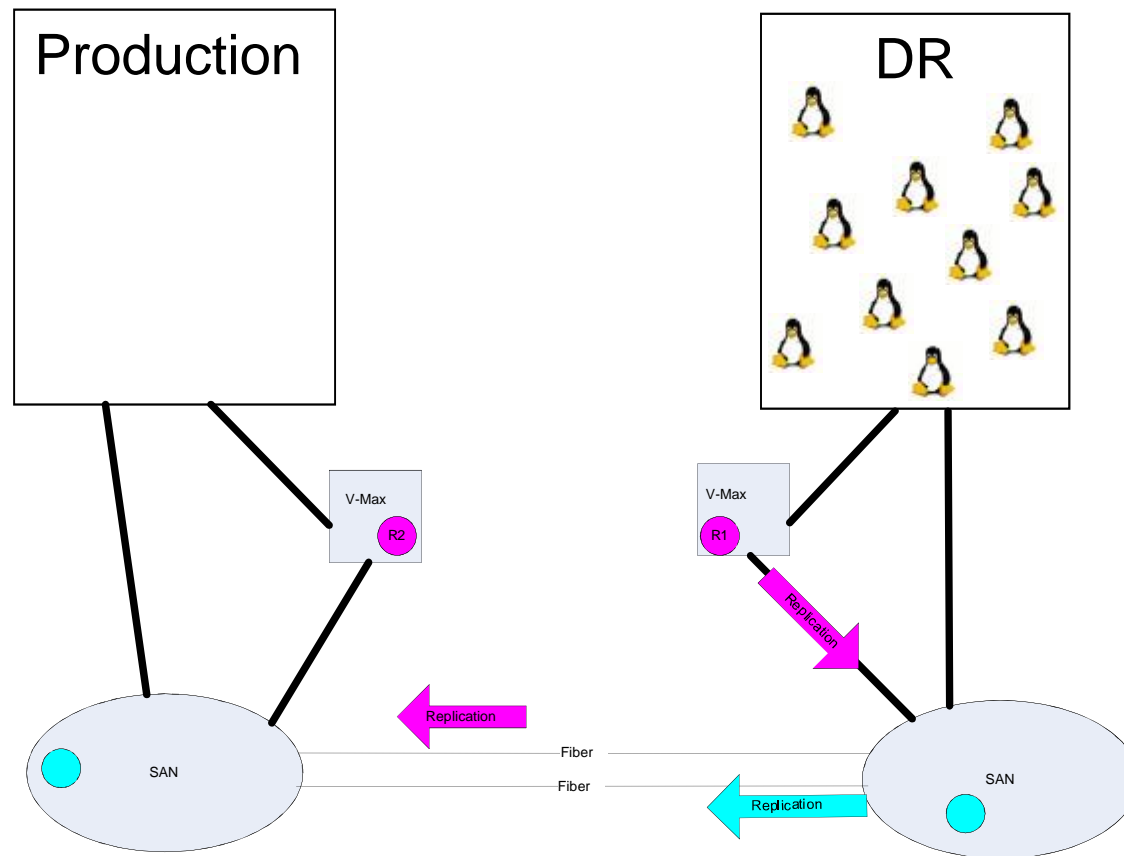 Production
DR
V-Max
R2
V-Max
R1
Replication
Replication
Fiber
SAN
SAN
Fiber
Replication